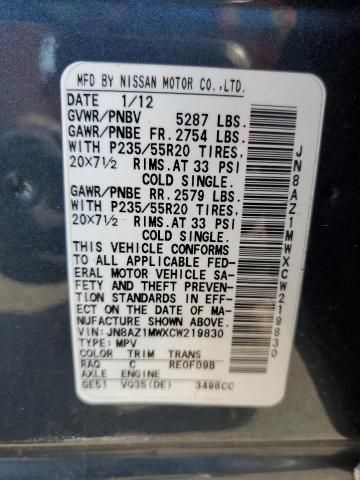 MFD BY NISSAN MOTOR CO.,LTD.
DATE 1/12
GVWR/PNBV 5287 LBS.
GAWR/PNBE FR. 2754 LBS.
WITH P235/55R20 TIRES,
20X7½ RIMS.AT 33 PSI
COLD SINGLE.
GAWR/PNBE RR. 2579 LBS.
WITH P235/55R20 TIRES,
20X7½ RIMS.AT 33 PSI
COLD SINGLE.
THIS VEHICLE CONFORMS
TO ALL APPLICABLE FED-
ERAL MOTOR VEHICLE SA-
FETY AND THEFT PREVEN-
TION STANDARDS IN EFF-
ECT ON THE DATE OF MA-
NUFACTURE SHOWN ABOVE.
VIN: JN8AZ1MWXCW219830
TYPE: MPV
COLOR TRIM TRANS
RAQ C RE0F09B
AXLE ENGINE
GE51 VQ35(DE) 3498CC
JN8AZ1MWXCW219830